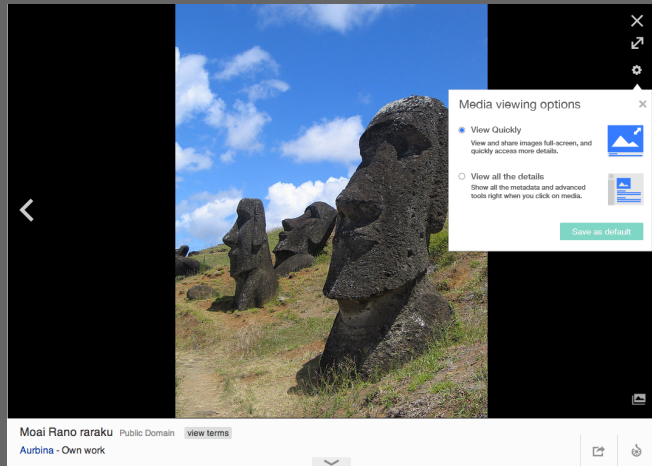 Media viewing options
View Quickly
View and share images full-screen, and
quickly access more details.
View all the details
Show all the metadata and advanced
tools right when you click on media.
Save as default
Moai Rano raraku Public Domain view terms
Aurbina - Own work